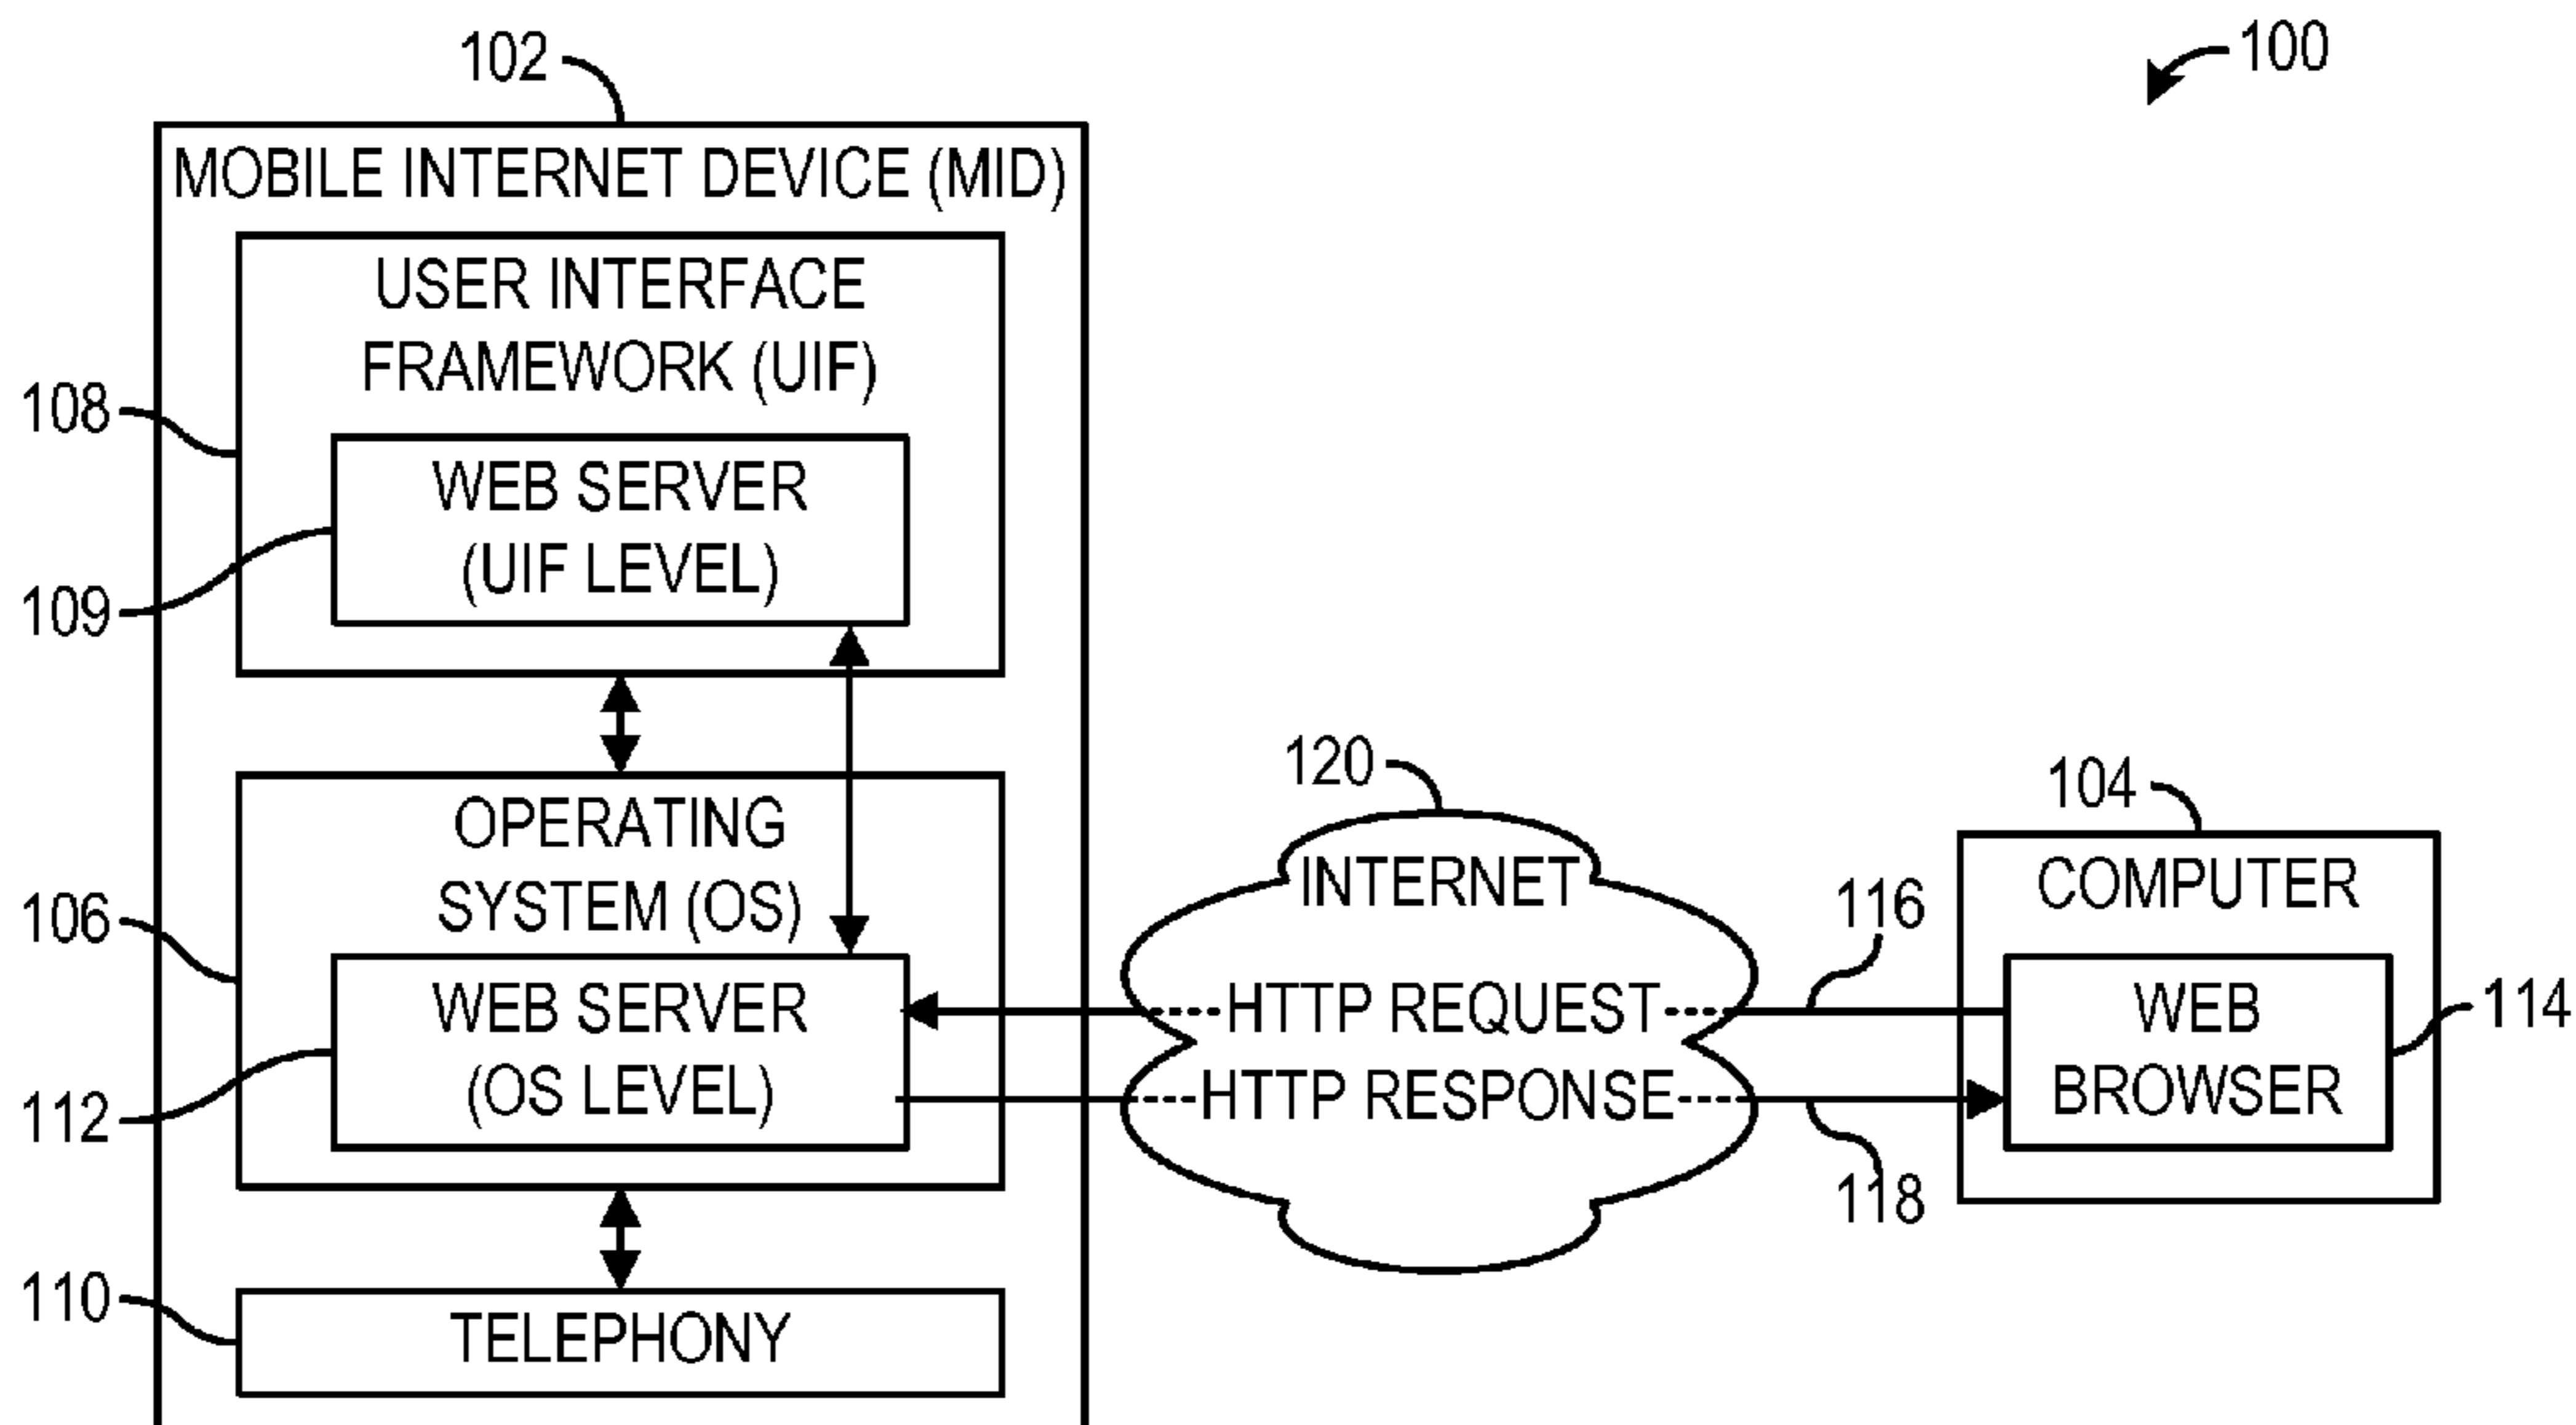 102
100
MOBILE INTERNET DEVICE (MID)
USER INTERFACE
FRAMEWORK (UIF)
108
WEB SERVER
(UIF LEVEL)
109
OPERATING
SYSTEM (OS)
106
WEB SERVER
(OS LEVEL)
112
110
TELEPHONY
120
INTERNET
HTTP REQUEST
HTTP RESPONSE
116
118
104
COMPUTER
WEB
BROWSER
114